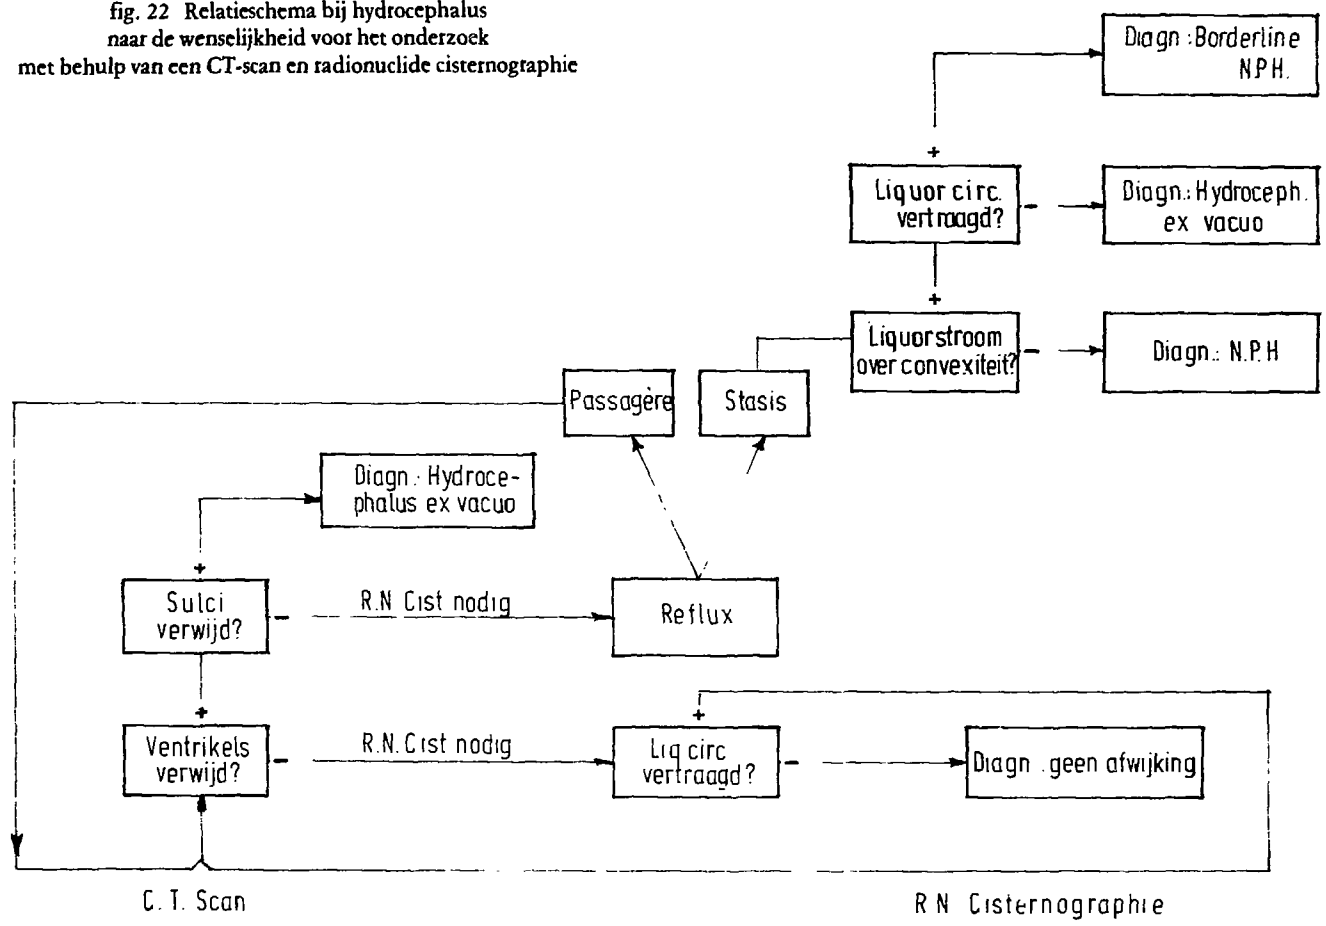 fig. 22 Relatieschema bij hydrocephalus
naar de wenselijkheid voor het onderzoek
met behulp van een CT-scan en radionuclide cisternographie
Diagn : Borderline
N.P.H.
+
Liquor circ.
vertraagd?
-
Diagn.: Hydroceph.
ex vacuo
+
Liquorstroom
over convexiteit?
-
Diagn.: N.P.H
Passagère
Stasis
Diagn.: Hydroce-
phalus ex vacuo
+
Sulci
verwijd?
-
R.N Cist nodig
Reflux
+
Ventrikels
verwijd?
-
R.N. Cist nodig
+
Liq circ
vertraagd?
-
Diagn . geen afwijking
C. T. Scan
R N Cisternographie